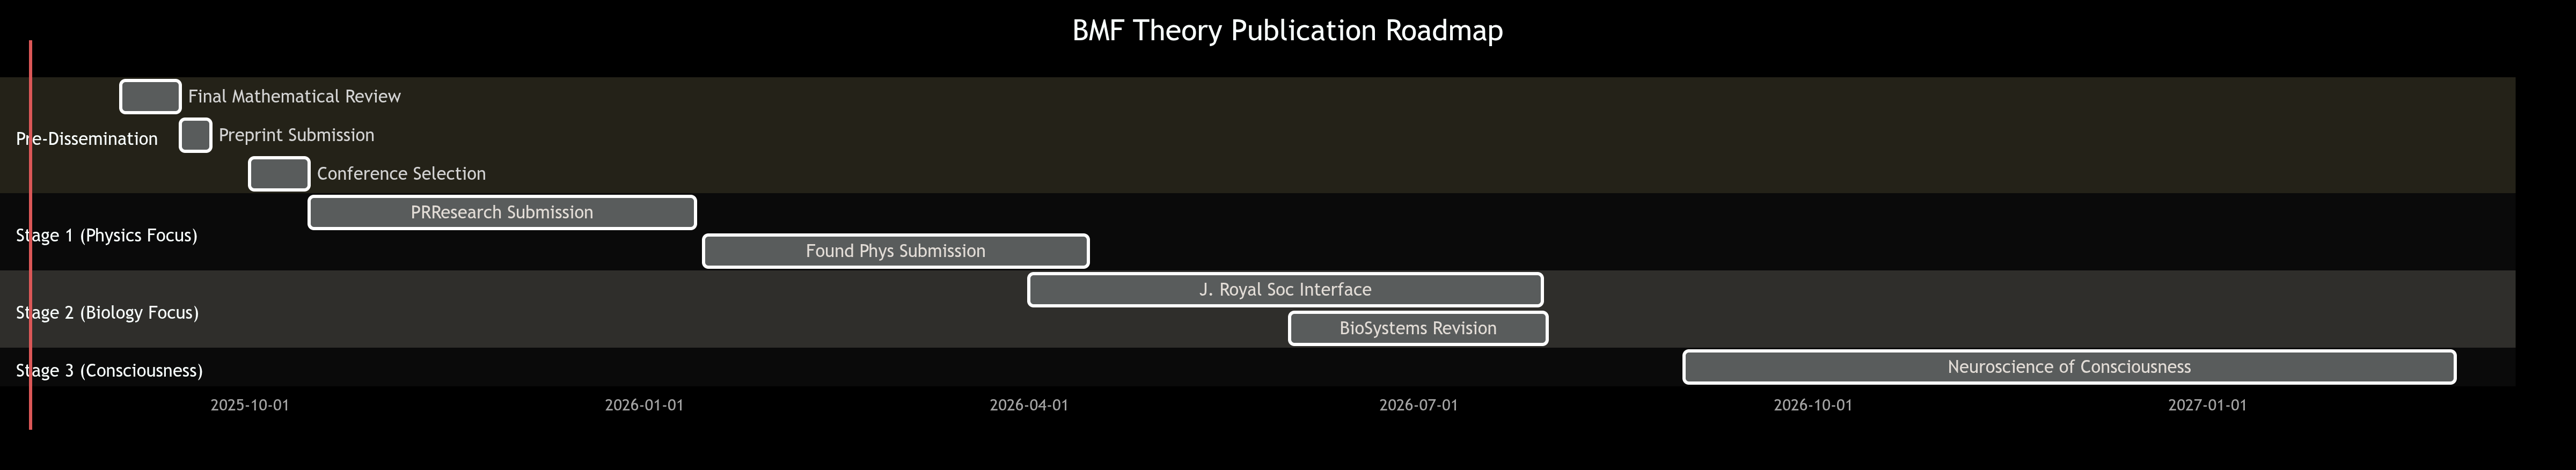 BMF Theory Publication Roadmap
Final Mathematical Review
Preprint Submission
Pre-Dissemination
Conference Selection
PRResearch Submission
Stage 1 (Physics Focus)
Found Phys Submission
J. Royal Soc Interface
Stage 2 (Biology Focus)
BioSystems Revision
Stage 3 (Consciousness)
Neuroscience of Consciousness
2025-10-01
2026-01-01
2026-04-01
2026-07-01
2026-10-01
2027-01-01